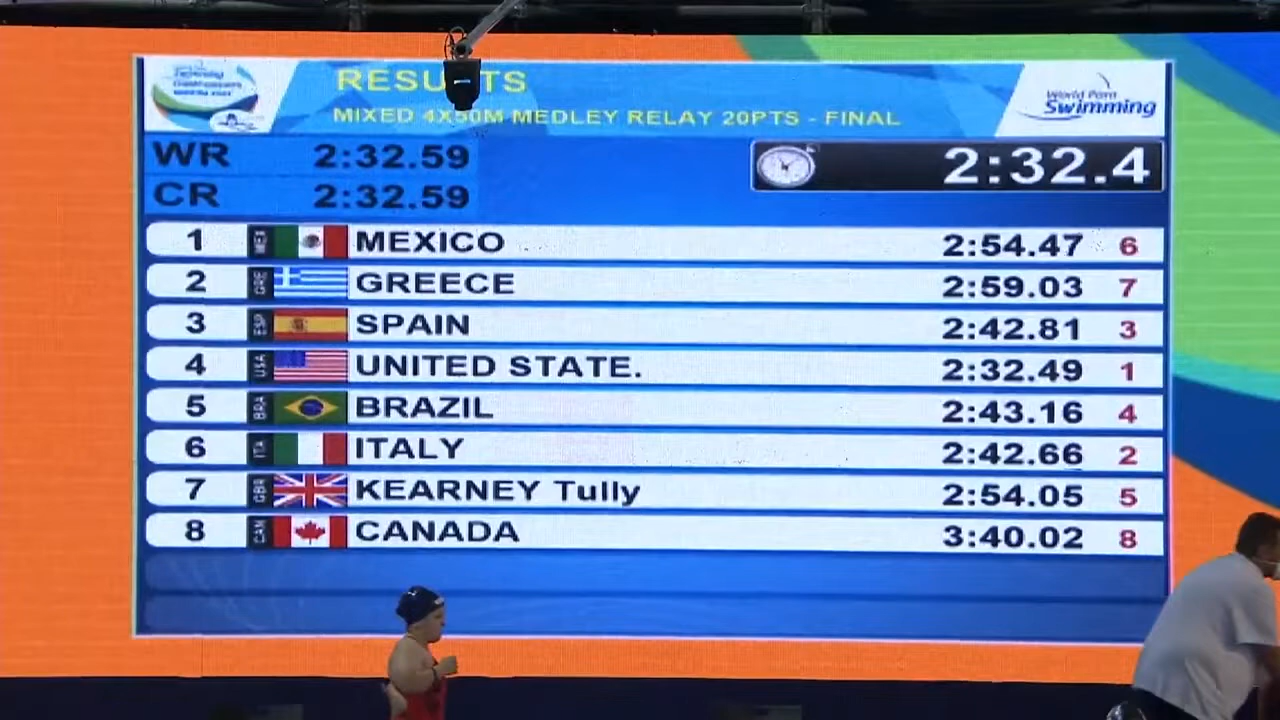 RESULTS
MIXED 4X50M MEDLEY RELAY 20PTS - FINAL
World Para
Swimming
WR 2:32.59
2:32.4
CR 2:32.59
1 MEX MEXICO 2:54.47 6
2 GRE GREECE 2:59.03 7
3 ESP SPAIN 2:42.81 3
4 USA UNITED STATE. 2:32.49 1
5 BRA BRAZIL 2:43.16 4
6 ITA ITALY 2:42.66 2
7 GBR KEARNEY Tully 2:54.05 5
8 CAN CANADA 3:40.02 8